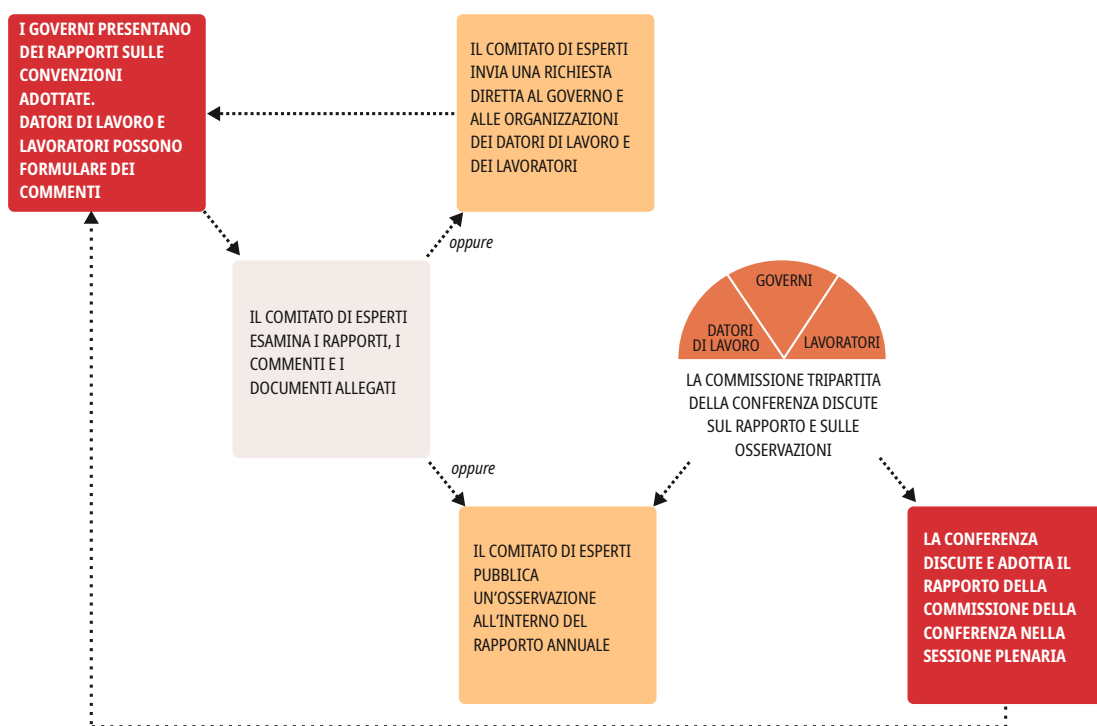 I GOVERNI PRESENTANO
DEI RAPPORTI SULLE
CONVENZIONI
ADOTTATE.
DATORI DI LAVORO E
LAVORATORI POSSONO
FORMULARE DEI
COMMENTI
IL COMITATO DI ESPERTI
INVIA UNA RICHIESTA
DIRETTA AL GOVERNO E
ALLE ORGANIZZAZIONI
DEI DATORI DI LAVORO E
DEI LAVORATORI
oppure
IL COMITATO DI ESPERTI
ESAMINA I RAPPORTI, I
COMMENTI E I
DOCUMENTI ALLEGATI
GOVERNI
DATORI
DI LAVORO
LAVORATORI
LA COMMISSIONE TRIPARTITA
DELLA CONFERENZA DISCUTE
SUL RAPPORTO E SULLE
OSSERVAZIONI
oppure
IL COMITATO DI ESPERTI
PUBBLICA
UN’OSSERVAZIONE
ALL’INTERNO DEL
RAPPORTO ANNUALE
LA CONFERENZA
DISCUTE E ADOTTA IL
RAPPORTO DELLA
COMMISSIONE DELLA
CONFERENZA NELLA
SESSIONE PLENARIA